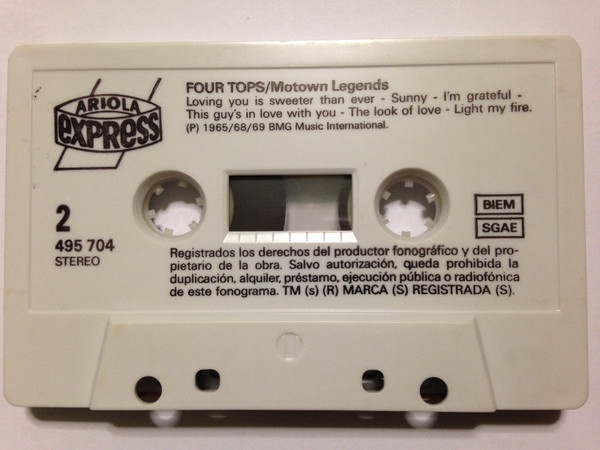 ARIOLA
EXPRESS
FOUR TOPS/Motown Legends
Loving you is sweeter than ever - Sunny - I'm grateful -
This guy's in love with you - The look of love - Light my fire.
(P) 1965/68/69 BMG Music International.
2
495 704
STEREO
BIEM
SGAE
Registrados los derechos del productor fonográfico y del pro-
pietario de la obra. Salvo autorización, queda prohibida la
duplicación, alquiler, préstamo, ejecución pública o radiofónica
de este fonograma. TM (s) (R) MARCA (S) REGISTRADA (S).